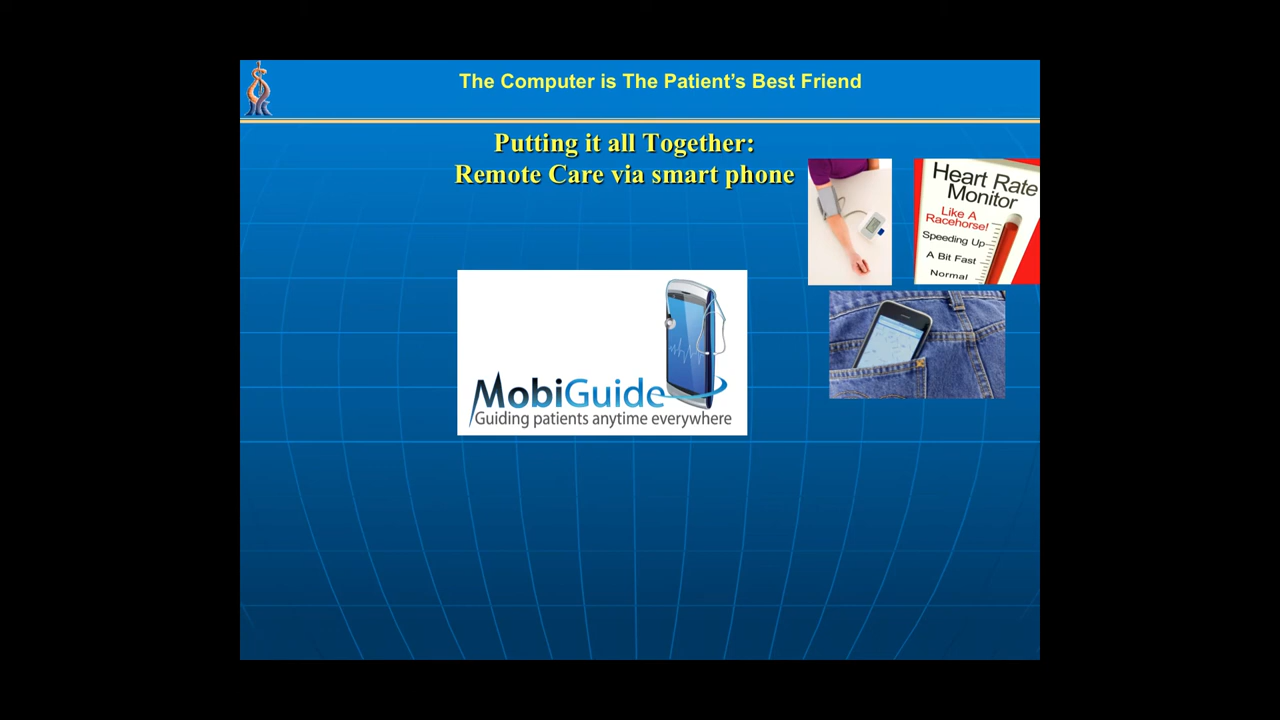 The Computer is The Patient's Best Friend
Putting it all Together:
Remote Care via smart phone
Heart Rate
Monitor
Like A
Racehorse!
Speeding Up
A Bit Fast
Normal
MobiGuide
Guiding patients anytime everywhere